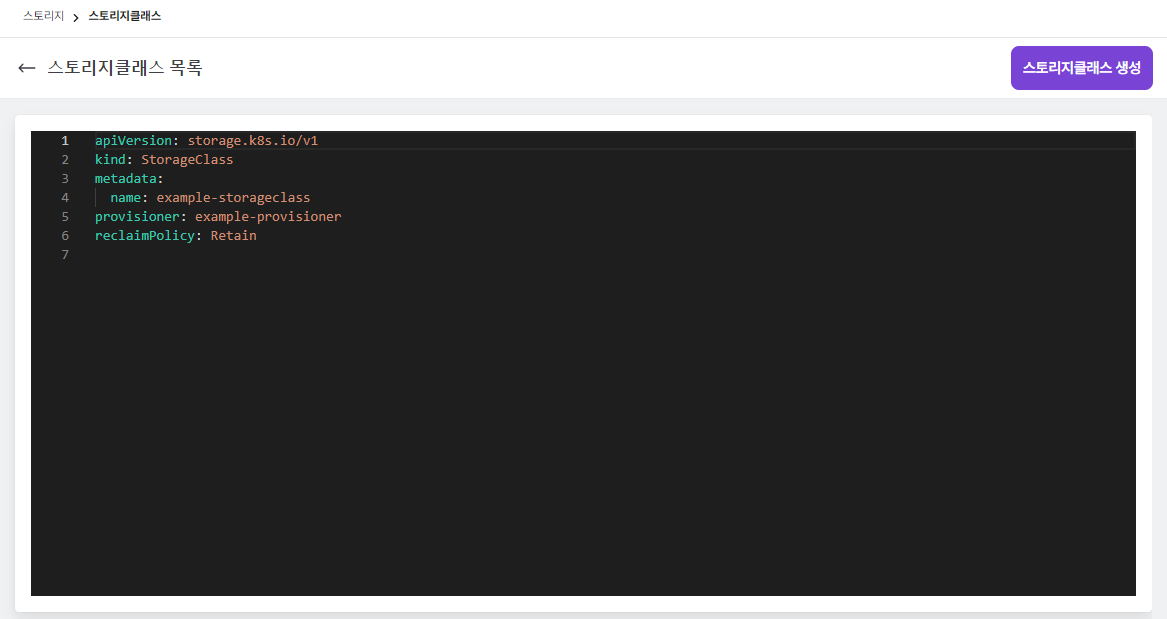 스토리지 > 스토리지클래스
← 스토리지클래스 목록
스토리지클래스 생성
1 apiVersion: storage.k8s.io/v1
2 kind: StorageClass
3 metadata:
4   name: example-storageclass
5 provisioner: example-provisioner
6 reclaimPolicy: Retain
7